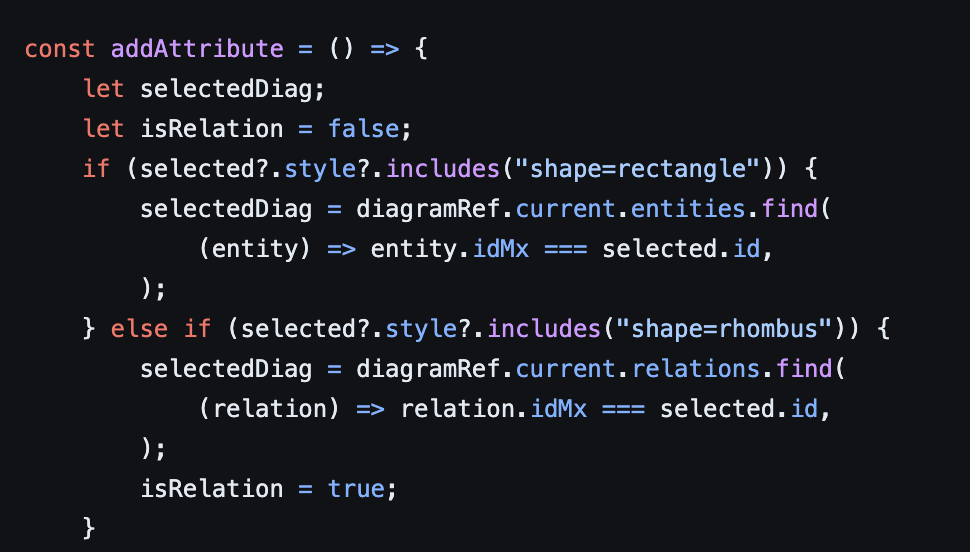 const addAttribute = () => {
    let selectedDiag;
    let isRelation = false;
    if (selected?.style?.includes("shape=rectangle")) {
        selectedDiag = diagramRef.current.entities.find(
            (entity) => entity.idMx === selected.id,
        );
    } else if (selected?.style?.includes("shape=rhombus")) {
        selectedDiag = diagramRef.current.relations.find(
            (relation) => relation.idMx === selected.id,
        );
        isRelation = true;
    }